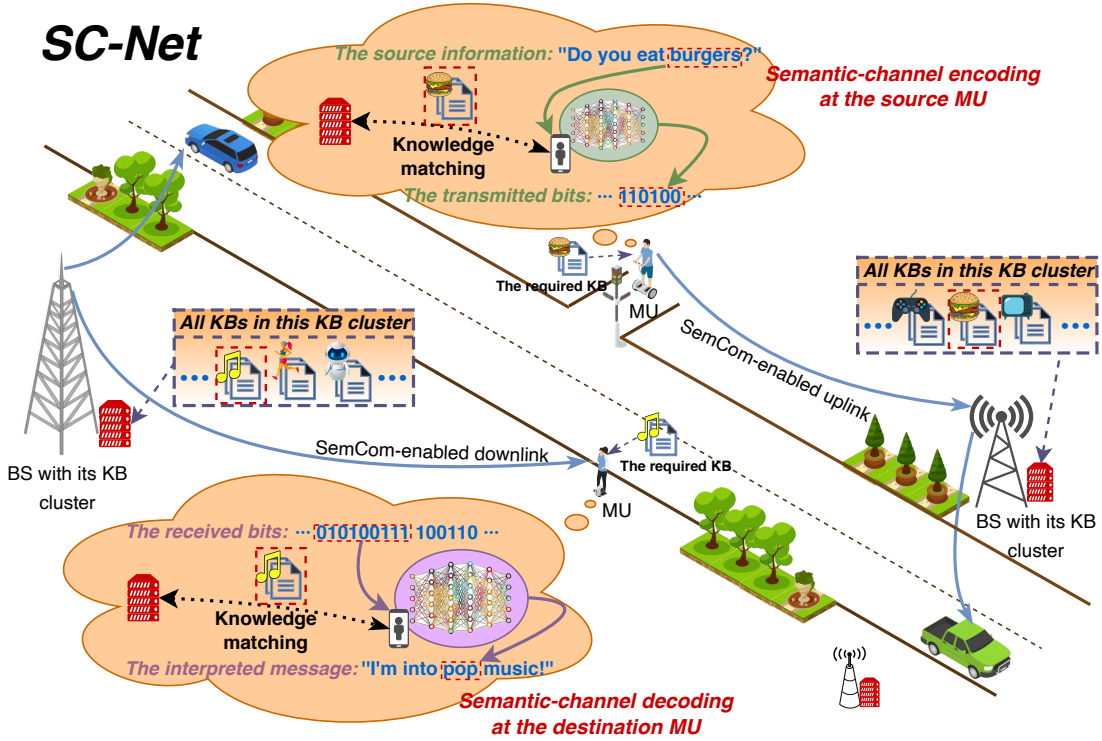 SC-Net
The source information: "Do you eat burgers?"
Semantic-channel encoding
at the source MU
Knowledge
matching
The transmitted bits: ··· 110100 ···
The required KB
MU
All KBs in this KB cluster
··· ···
SemCom-enabled uplink
All KBs in this KB cluster
··· ···
BS with its KB
cluster
SemCom-enabled downlink
The required KB
MU
BS with its KB
cluster
The received bits: ··· 010100111 100110 ···
Knowledge
matching
The interpreted message: "I'm into pop music!"
Semantic-channel decoding
at the destination MU